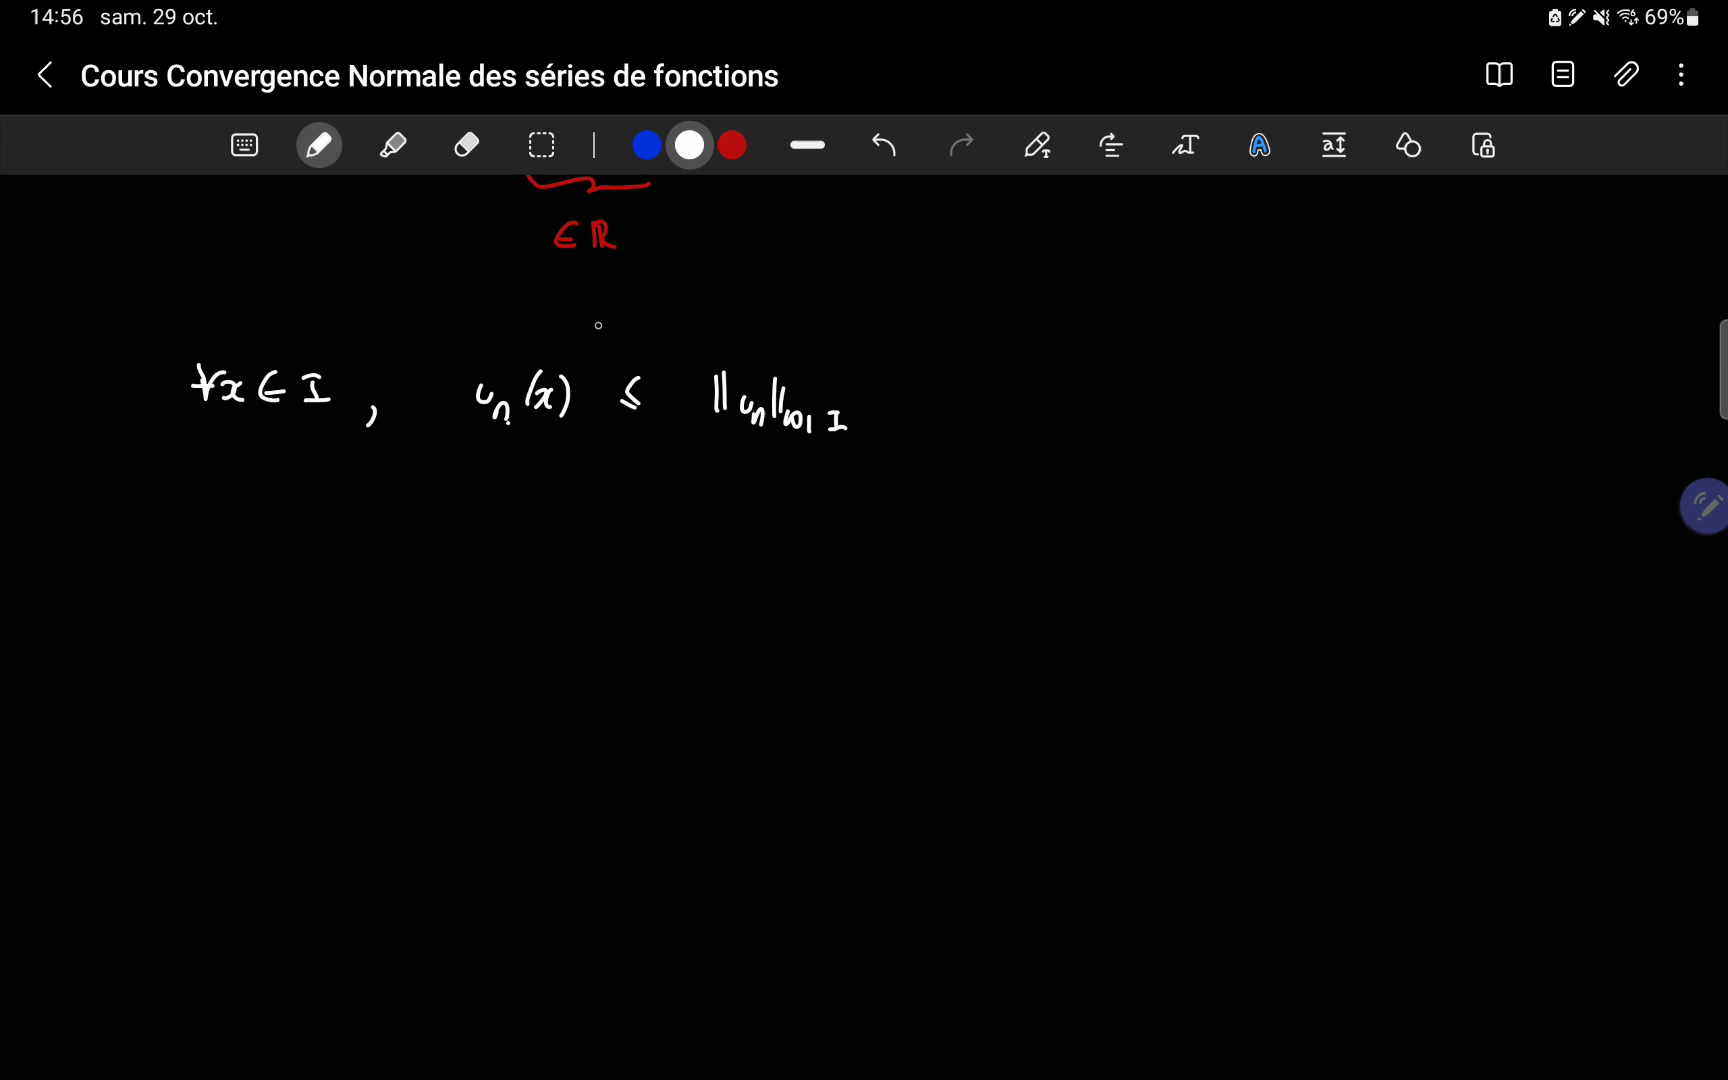 14:56 sam. 29 oct. 69%
Cours Convergence Normale des séries de fonctions
∈ ℝ
∀x ∈ I , uₙ(x) ≤ ‖uₙ‖∞, I